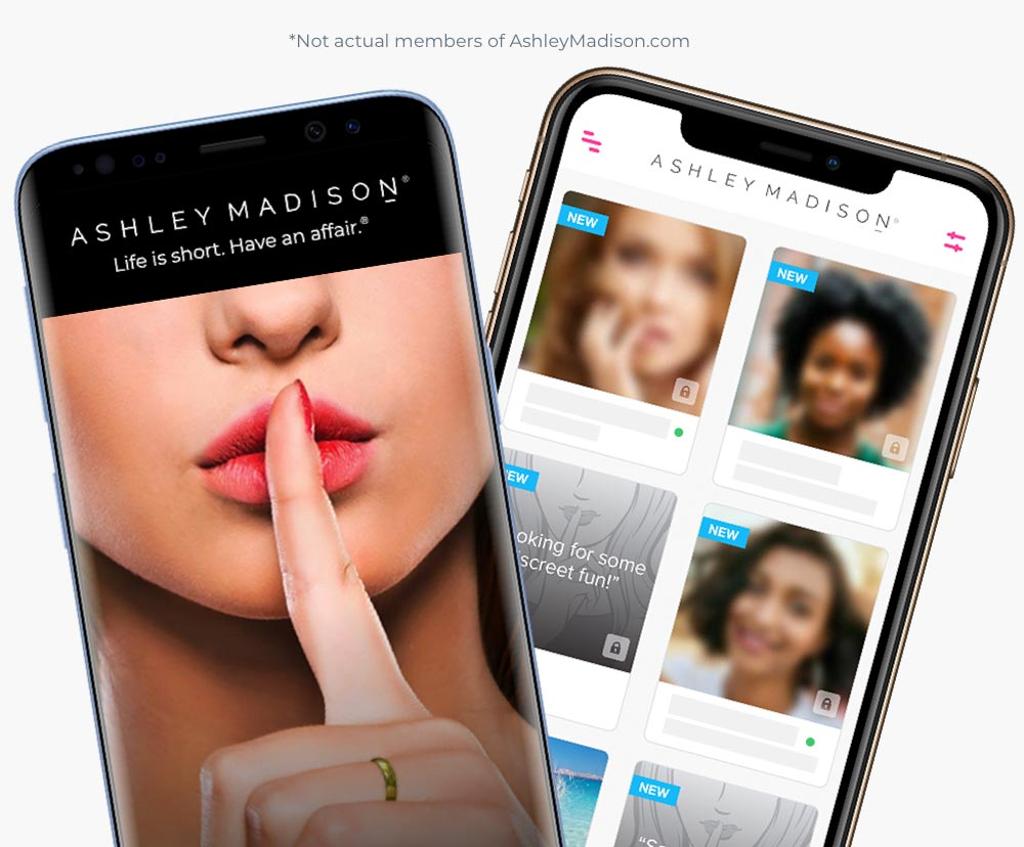 *Not actual members of AshleyMadison.com
ASHLEY MADISON®
Life is short. Have an affair.®
ASHLEY MADISON®
NEW
NEW
NEW
oking for some
screet fun!"
NEW
NEW